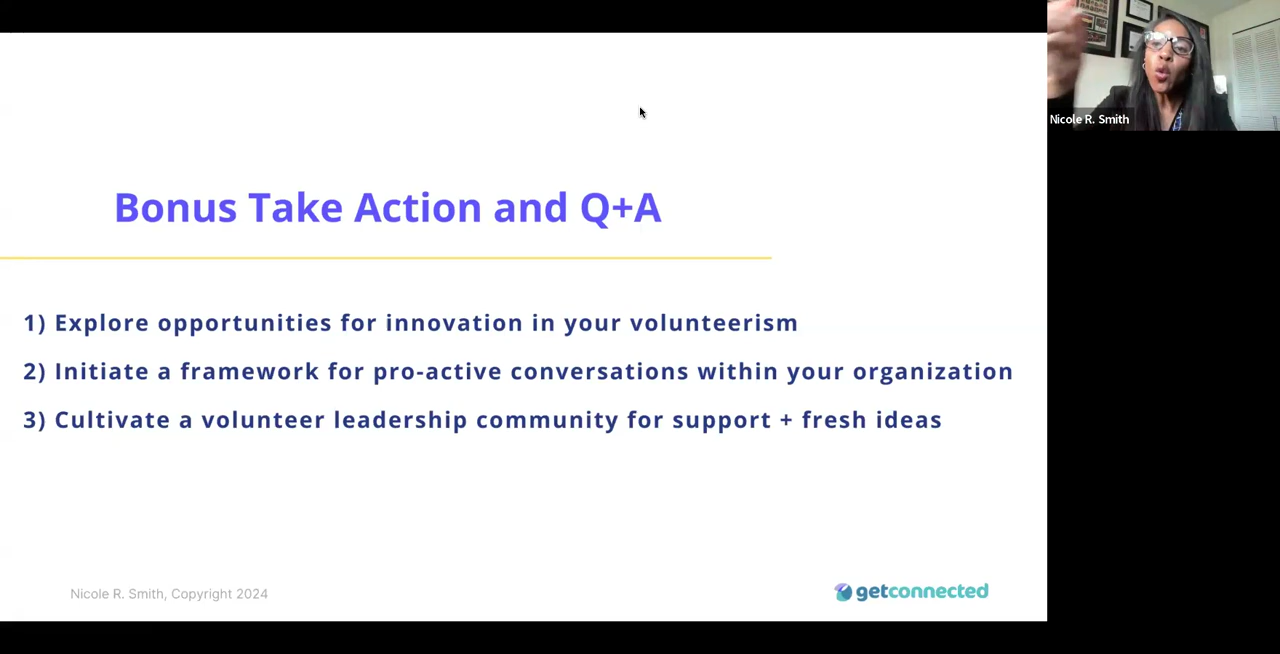 Nicole R. Smith
Bonus Take Action and Q+A
1) Explore opportunities for innovation in your volunteerism
2) Initiate a framework for pro-active conversations within your organization
3) Cultivate a volunteer leadership community for support + fresh ideas
Nicole R. Smith, Copyright 2024
getconnected